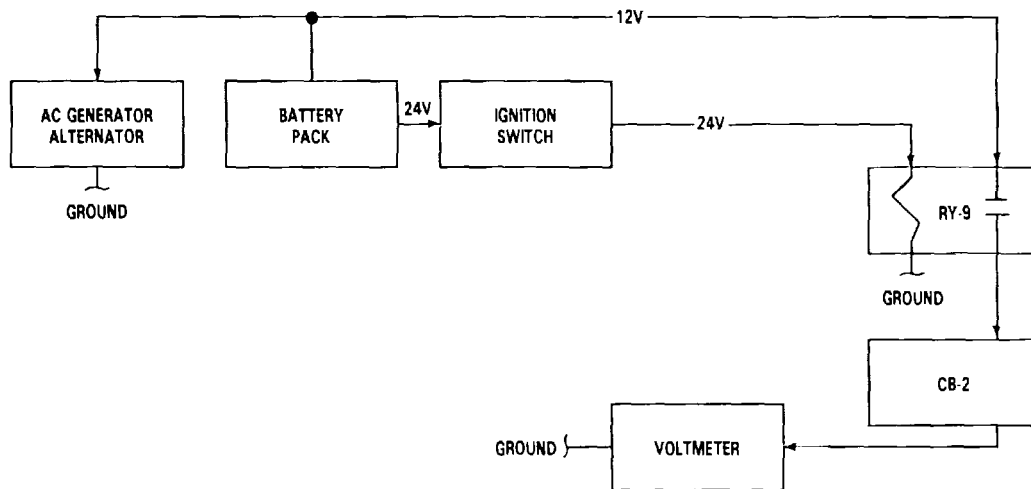 12V
AC GENERATOR
ALTERNATOR
BATTERY
PACK
24V
IGNITION
SWITCH
24V
GROUND
RY-9
GROUND
CB-2
GROUND
VOLTMETER